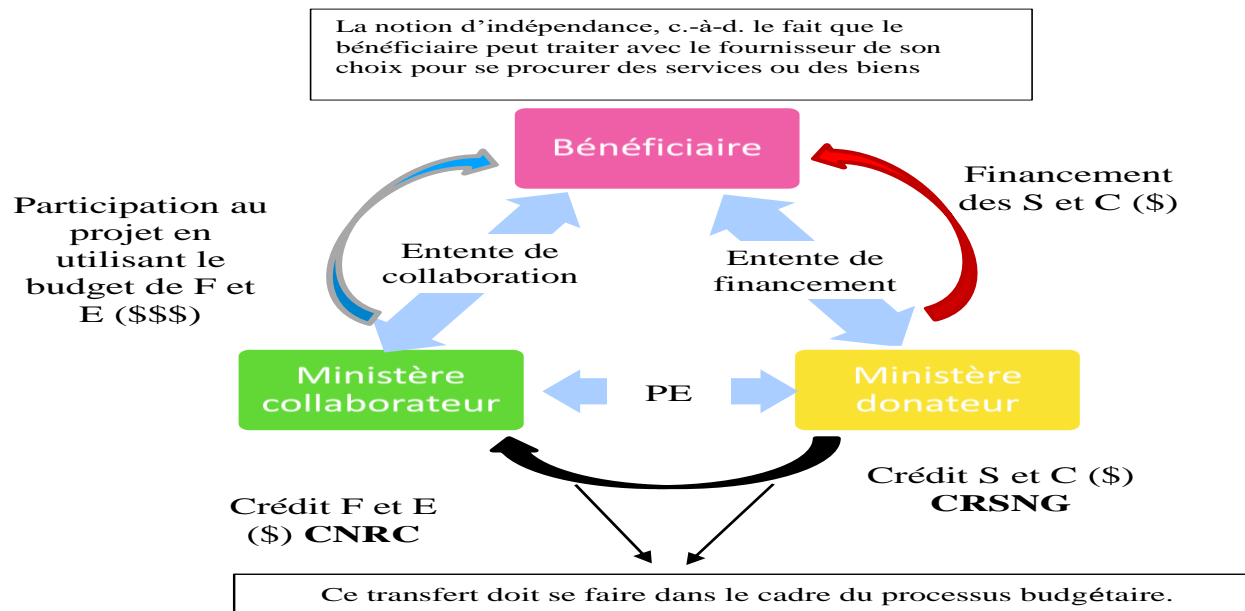 La notion d'indépendance, c.-à-d. le fait que le
bénéficiaire peut traiter avec le fournisseur de son
choix pour se procurer des services ou des biens
Bénéficiaire
Participation au
projet en
utilisant le
budget de F et
E ($$$)
Financement
des S et C ($)
Entente de
collaboration
Entente de
financement
Ministère
collaborateur
PE
Ministère
donateur
Crédit F et E
($) CNRC
Crédit S et C ($)
CRSNG
Ce transfert doit se faire dans le cadre du processus budgétaire.